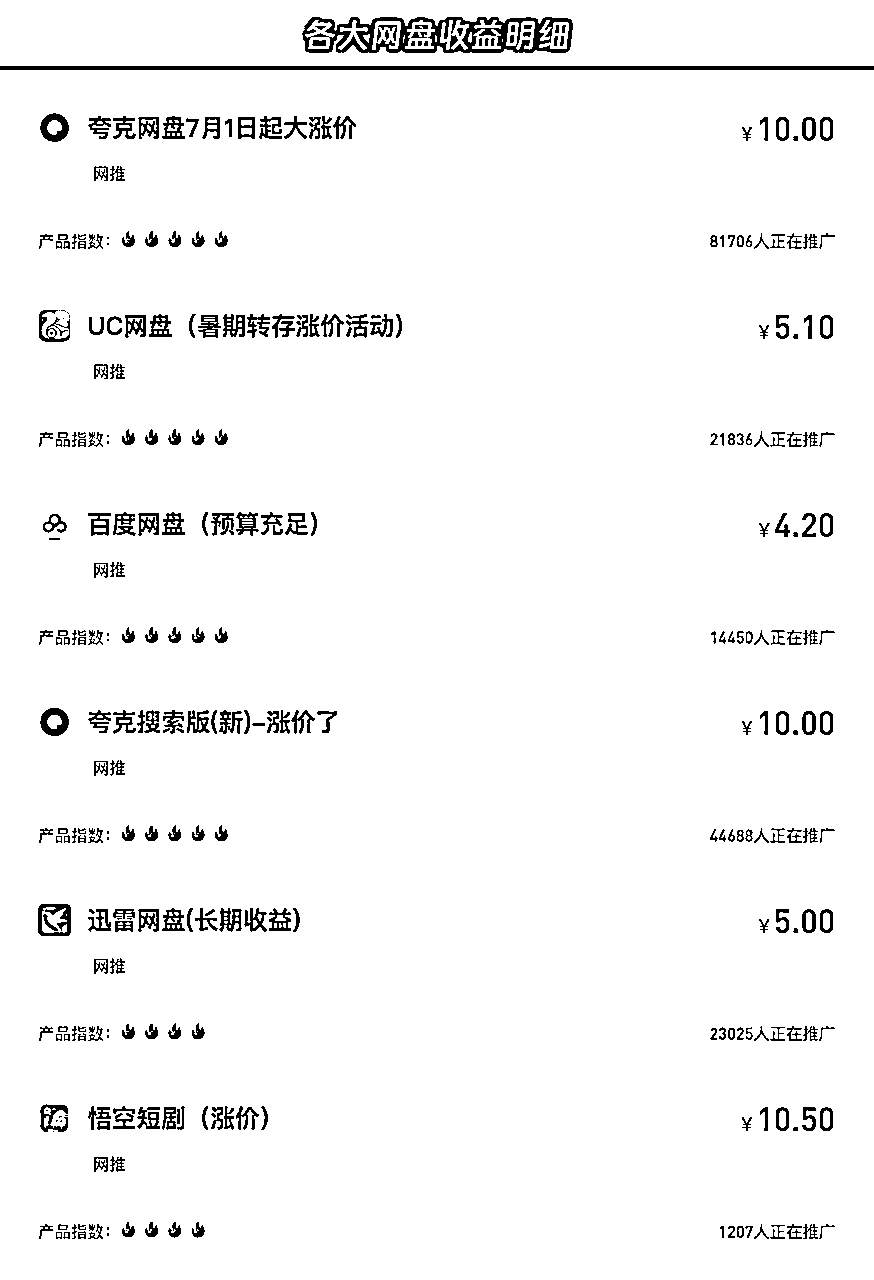 各大网盘收益明细
夸克网盘7月1日起大涨价
¥10.00
网推
产品指数:
81706人正在推广
UC网盘（暑期转存涨价活动）
¥5.10
网推
产品指数:
21836人正在推广
百度网盘（预算充足）
¥4.20
网推
产品指数:
14450人正在推广
夸克搜索版(新)-涨价了
¥10.00
网推
产品指数:
44688人正在推广
迅雷网盘(长期收益)
¥5.00
网推
产品指数:
23025人正在推广
悟空短剧（涨价）
¥10.50
网推
产品指数:
1207人正在推广